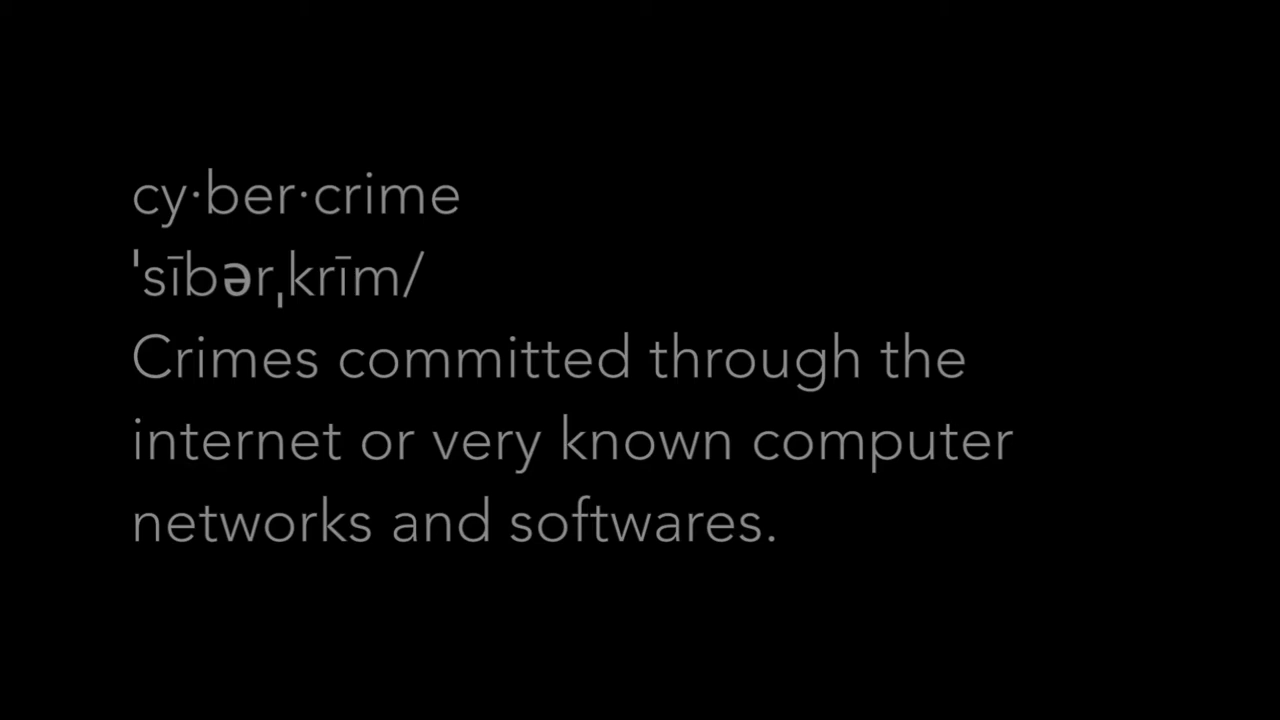 cy·ber·crime
ˈsībərˌkrīm/
Crimes committed through the
internet or very known computer
networks and softwares.